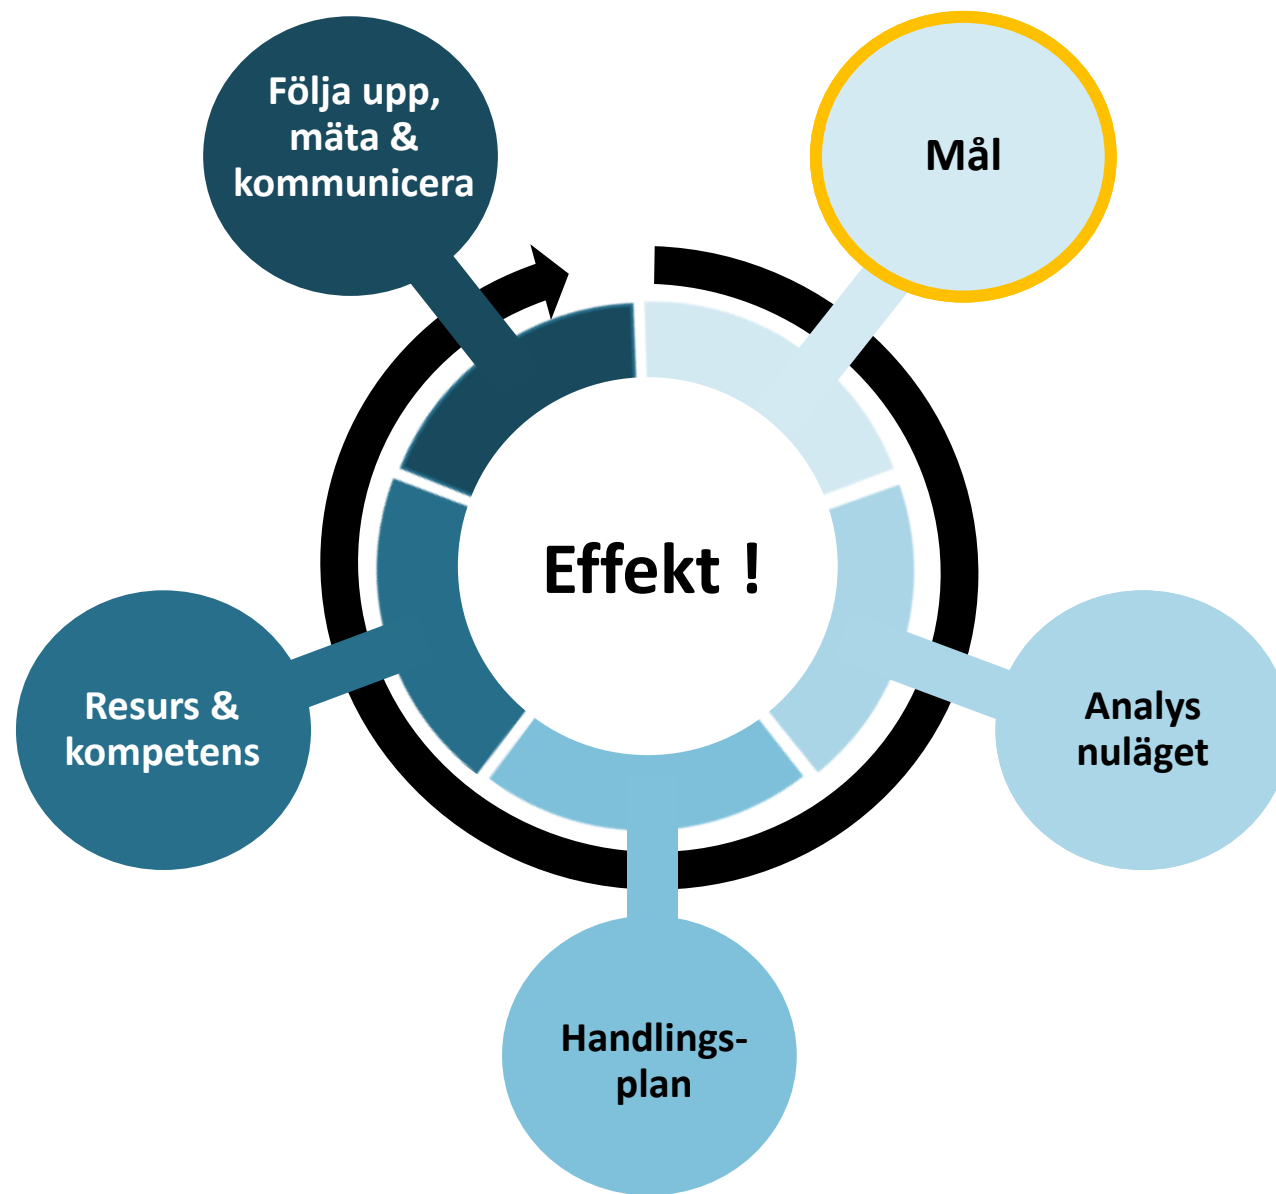 Följa upp,
mäta &
kommunicera
Mål
Effekt !
Resurs &
kompetens
Analys
nuläget
Handlings-
plan